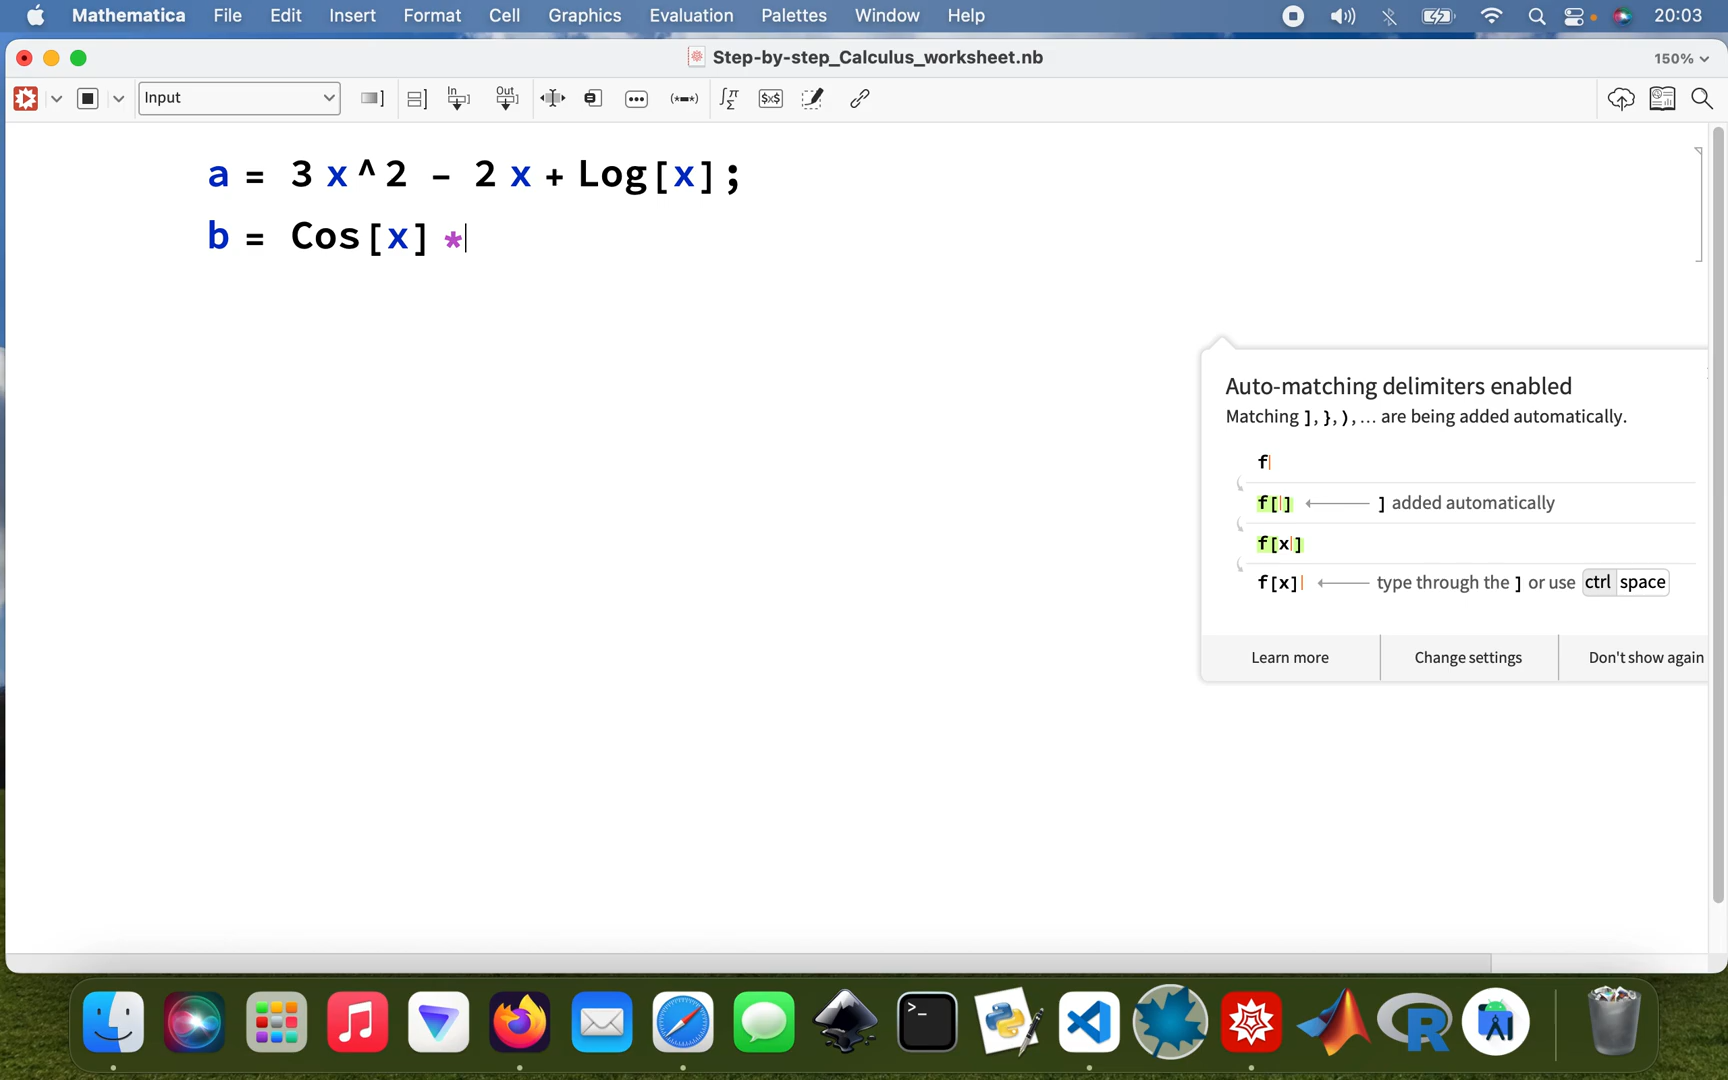 Mathematica File Edit Insert Format Cell Graphics Evaluation Palettes Window Help 20:03
Step-by-step_Calculus_worksheet.nb 150%
Input In Out
a = 3 x^2 - 2 x + Log[x];
b = Cos[x] *
Auto-matching delimiters enabled
Matching ], }, ), ... are being added automatically.
f
f[] ] added automatically
f[x]
f[x] type through the ] or use ctrl space
Learn more Change settings Don't show again